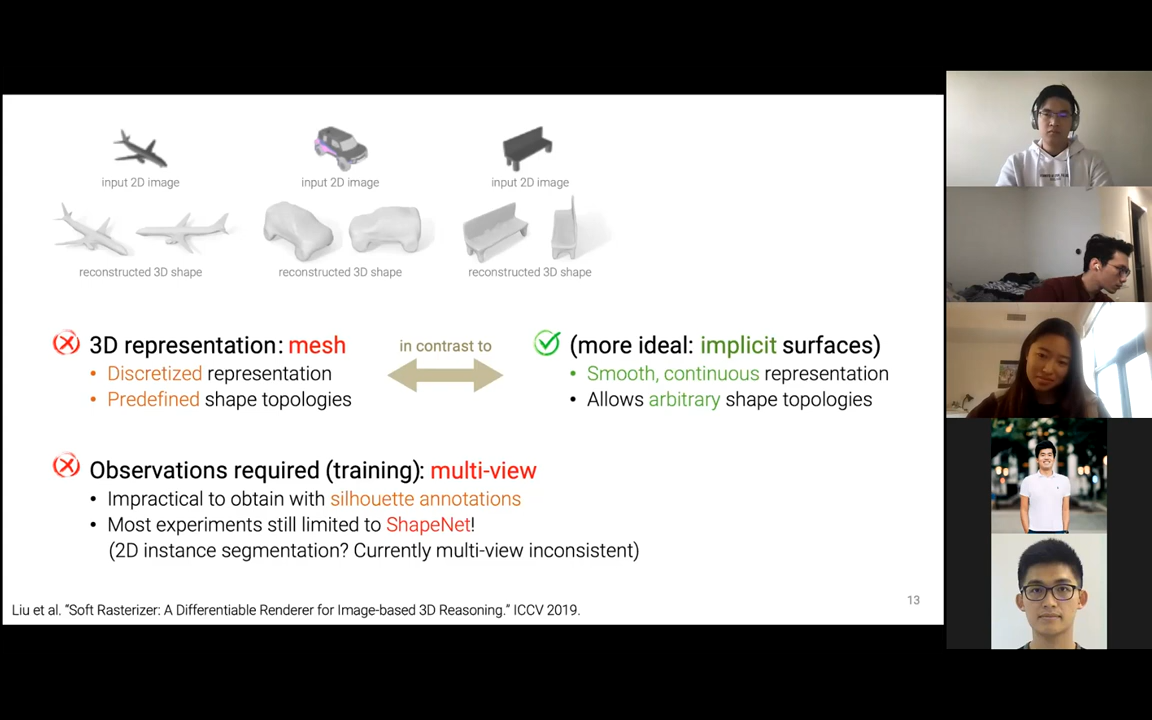 input 2D image
input 2D image
input 2D image
reconstructed 3D shape
reconstructed 3D shape
reconstructed 3D shape
3D representation: mesh
• Discretized representation
• Predefined shape topologies
in contrast to
(more ideal: implicit surfaces)
• Smooth, continuous representation
• Allows arbitrary shape topologies
Observations required (training): multi-view
• Impractical to obtain with silhouette annotations
• Most experiments still limited to ShapeNet!
(2D instance segmentation? Currently multi-view inconsistent)
Liu et al. “Soft Rasterizer: A Differentiable Renderer for Image-based 3D Reasoning.” ICCV 2019.
13